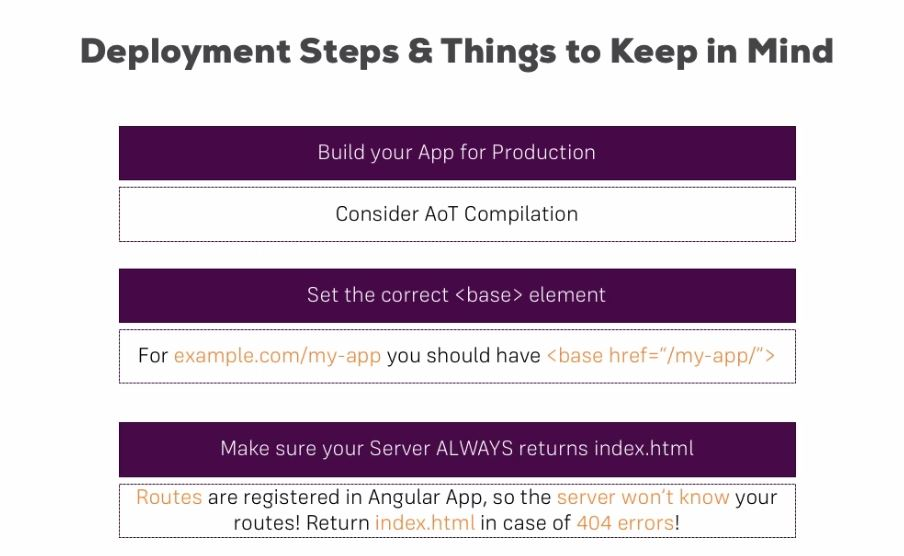 Deployment Steps & Things to Keep in Mind
Build your App for Production
Consider AoT Compilation
Set the correct <base> element
For example.com/my-app you should have <base href=“/my-app/”>
Make sure your Server ALWAYS returns index.html
Routes are registered in Angular App, so the server won’t know your
routes! Return index.html in case of 404 errors!